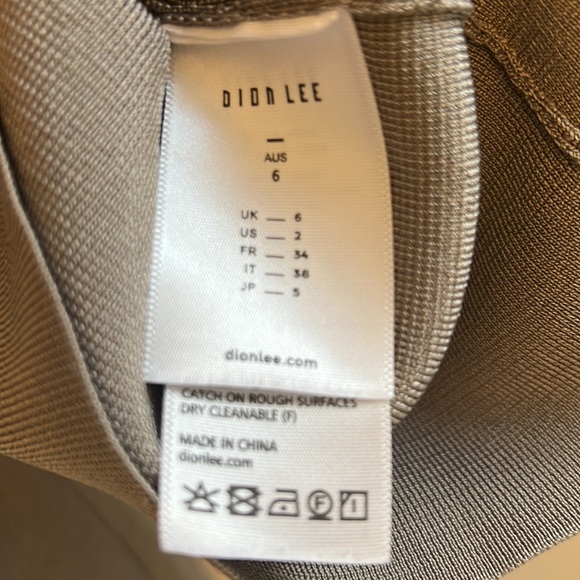 DION LEE
AUS
6
UK — 6
US — 2
FR — 34
IT — 38
JP — 5
dionlee.com
CATCH ON ROUGH SURFACES
DRY CLEANABLE (F)
MADE IN CHINA
dionlee.com
F